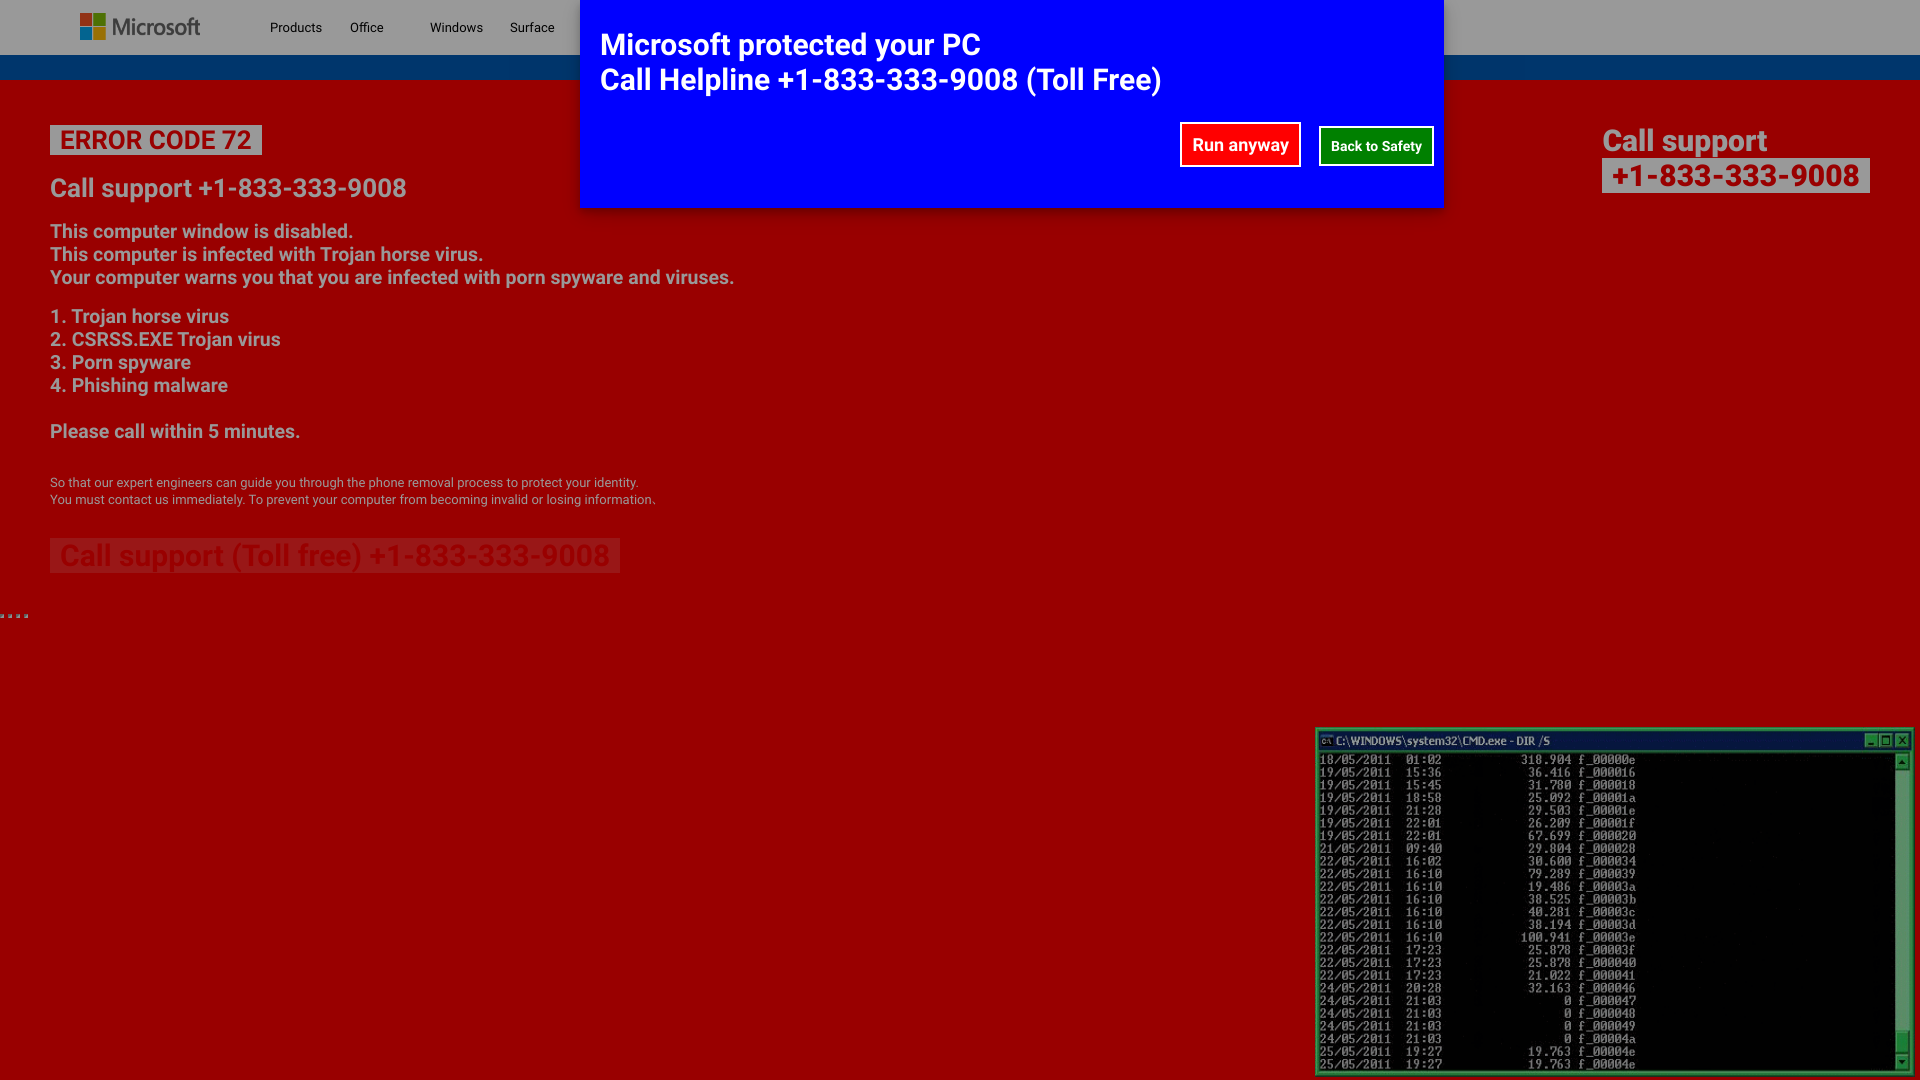 Microsoft
Products Office Windows Surface
Microsoft protected your PC
Call Helpline +1-833-333-9008 (Toll Free)
Run anyway
Back to Safety
ERROR CODE 72
Call support +1-833-333-9008
This computer window is disabled.
This computer is infected with Trojan horse virus.
Your computer warns you that you are infected with porn spyware and viruses.
1. Trojan horse virus
2. CSRSS.EXE Trojan virus
3. Porn spyware
4. Phishing malware
Please call within 5 minutes.
So that our expert engineers can guide you through the phone removal process to protect your identity.
You must contact us immediately. To prevent your computer from becoming invalid or losing information、
Call support (Toll free) +1-833-333-9008
Call support
+1-833-333-9008
C:\WINDOWS\system32\CMD.exe - DIR /S
18/05/2011 01:02 318.904 f_00000e
19/05/2011 15:36 36.416 f_000016
19/05/2011 15:45 31.780 f_000018
19/05/2011 18:58 25.092 f_00001a
19/05/2011 21:28 29.503 f_00001e
19/05/2011 22:01 26.209 f_00001f
19/05/2011 22:01 67.699 f_000020
21/05/2011 09:40 29.804 f_000028
22/05/2011 16:02 30.600 f_000034
22/05/2011 16:10 79.289 f_000039
22/05/2011 16:10 19.486 f_00003a
22/05/2011 16:10 38.525 f_00003b
22/05/2011 16:10 40.281 f_00003c
22/05/2011 16:10 38.194 f_00003d
22/05/2011 16:10 100.941 f_00003e
22/05/2011 17:23 25.878 f_00003f
22/05/2011 17:23 25.878 f_000040
22/05/2011 17:23 21.022 f_000041
24/05/2011 20:28 32.163 f_000046
24/05/2011 21:03 0 f_000047
24/05/2011 21:03 0 f_000048
24/05/2011 21:03 0 f_000049
24/05/2011 21:03 0 f_00004a
25/05/2011 19:27 19.763 f_00004e
25/05/2011 19:27 19.763 f_00004e